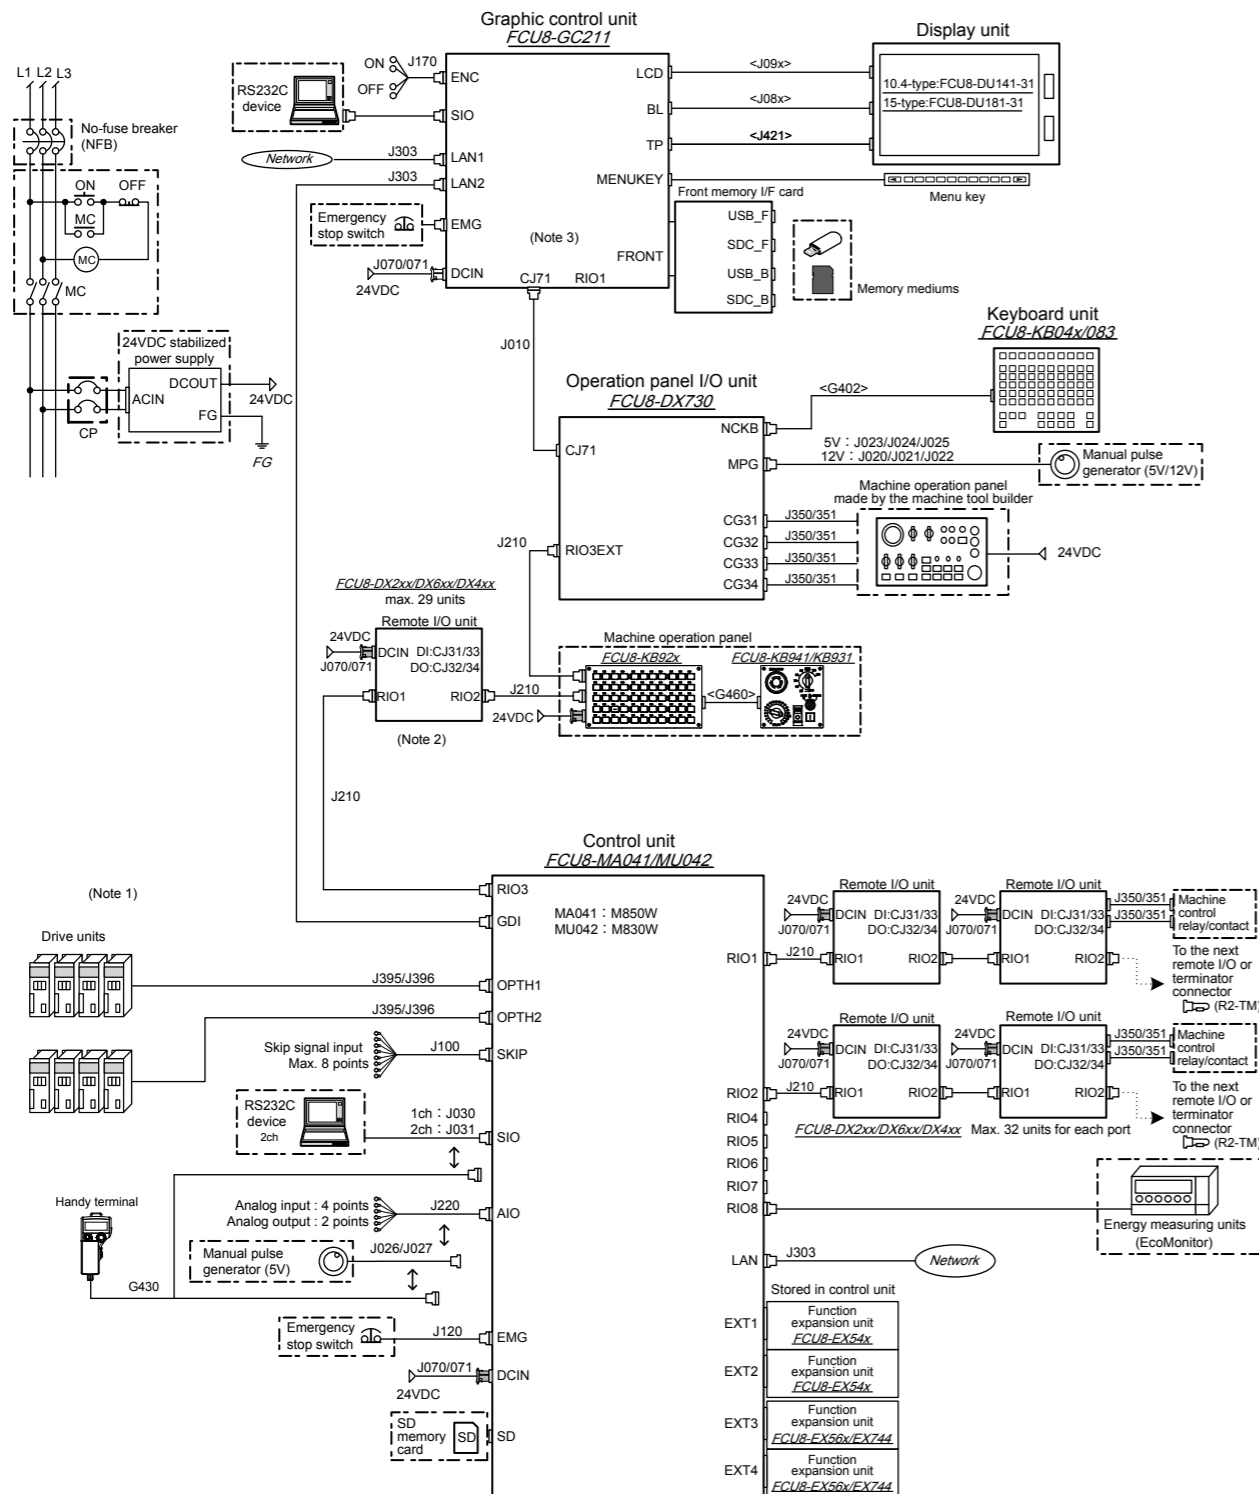 Graphic control unit
FCU8-GC211
Display unit
L1 L2 L3
No-fuse breaker
(NFB)
ON OFF
MC
MC
MC
24VDC stabilized
power supply
DCOUT
ACIN
FG
24VDC
CP
FG
RS232C
device
ON
OFF
J170
ENC
SIO
Network
J303
LAN1
J303
LAN2
Emergency
stop switch
EMG
J070/071
24VDC
DCIN
(Note 3)
CJ71
RIO1
LCD
BL
TP
MENUKEY
FRONT
<J09x>
<J08x>
<J421>
10.4-type:FCU8-DU141-31
15-type:FCU8-DU181-31
Menu key
Front memory I/F card
USB_F
SDC_F
USB_B
SDC_B
Memory mediums
J010
Keyboard unit
FCU8-KB04x/083
Operation panel I/O unit
FCU8-DX730
NCKB
<G402>
CJ71
MPG
5V : J023/J024/J025
12V : J020/J021/J022
Manual pulse
generator (5V/12V)
Machine operation panel
made by the machine tool builder
CG31
J350/351
CG32
J350/351
CG33
J350/351
CG34
J350/351
24VDC
J210
RIO3EXT
FCU8-DX2xx/DX6xx/DX4xx
max. 29 units
Remote I/O unit
24VDC
J070/071
DCIN DI:CJ31/33
DO:CJ32/34
RIO1
RIO2
J210
(Note 2)
Machine operation panel
FCU8-KB92x
FCU8-KB941/KB931
<G460>
24VDC
J210
Control unit
FCU8-MA041/MU042
MA041 : M850W
MU042 : M830W
(Note 1)
RIO3
GDI
Drive units
J395/J396
OPTH1
J395/J396
OPTH2
Skip signal input
Max. 8 points
J100
SKIP
RS232C
device
2ch
1ch : J030
2ch : J031
SIO
Handy terminal
Analog input : 4 points
Analog output : 2 points
J220
AIO
Manual pulse
generator (5V)
J026/J027
G430
Emergency
stop switch
J120
EMG
J070/071
24VDC
DCIN
SD
memory
card
SD
SD
RIO1
J210
Remote I/O unit
24VDC
J070/071
DCIN DI:CJ31/33
DO:CJ32/34
RIO1
RIO2
Remote I/O unit
24VDC
J070/071
DCIN DI:CJ31/33
DO:CJ32/34
RIO1
RIO2
J350/351
J350/351
Machine
control
relay/contact
To the next
remote I/O or
terminator
connector
(R2-TM)
RIO2
J210
Remote I/O unit
24VDC
J070/071
DCIN DI:CJ31/33
DO:CJ32/34
RIO1
RIO2
Remote I/O unit
24VDC
J070/071
DCIN DI:CJ31/33
DO:CJ32/34
RIO1
RIO2
J350/351
J350/351
Machine
control
relay/contact
To the next
remote I/O or
terminator
connector
(R2-TM)
FCU8-DX2xx/DX6xx/DX4xx Max. 32 units for each port
RIO4
RIO5
RIO6
RIO7
RIO8
Energy measuring units
(EcoMonitor)
LAN
J303
Network
Stored in control unit
EXT1
Function
expansion unit
FCU8-EX54x
EXT2
Function
expansion unit
FCU8-EX54x
EXT3
Function
expansion unit
FCU8-EX56x/EX744
EXT4
Function
expansion unit
FCU8-EX56x/EX744